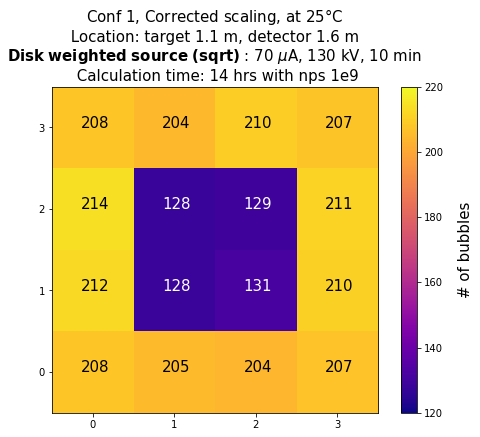 Conf 1, Corrected scaling, at 25°C
Location: target 1.1 m, detector 1.6 m
Disk weighted source (sqrt) : 70 μA, 130 kV, 10 min
Calculation time: 14 hrs with nps 1e9
3 208 204 210 207
2 214 128 129 211
1 212 128 131 210
0 208 205 204 207
0 1 2 3
220
200
180
160
140
120
# of bubbles